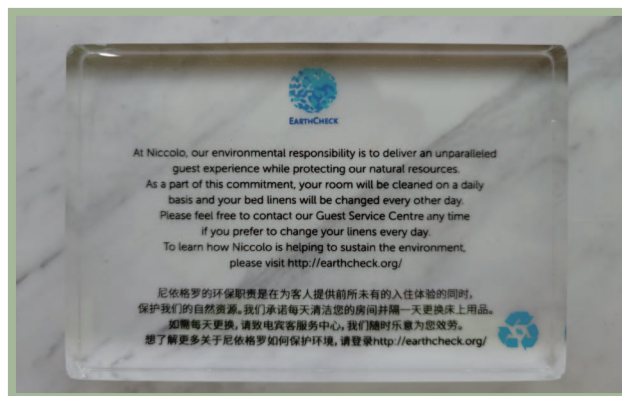 EARTHCHECK
At Niccolo, our environmental responsibility is to deliver an unparalleled
guest experience while protecting our natural resources.
As a part of this commitment, your room will be cleaned on a daily
basis and your bed linens will be changed every other day.
Please feel free to contact our Guest Service Centre any time
if you prefer to change your linens every day.
To learn how Niccolo is helping to sustain the environment,
please visit http://earthcheck.org/
尼依格罗的环保职责是在为客人提供前所未有的入住体验的同时，
保护我们的自然资源。我们承诺每天清洁您的房间并隔一天更换床上用品。
如需每天更换，请致电宾客服务中心，我们随时乐意为您效劳。
想了解更多关于尼依格罗如何保护环境，请登录http://earthcheck.org/